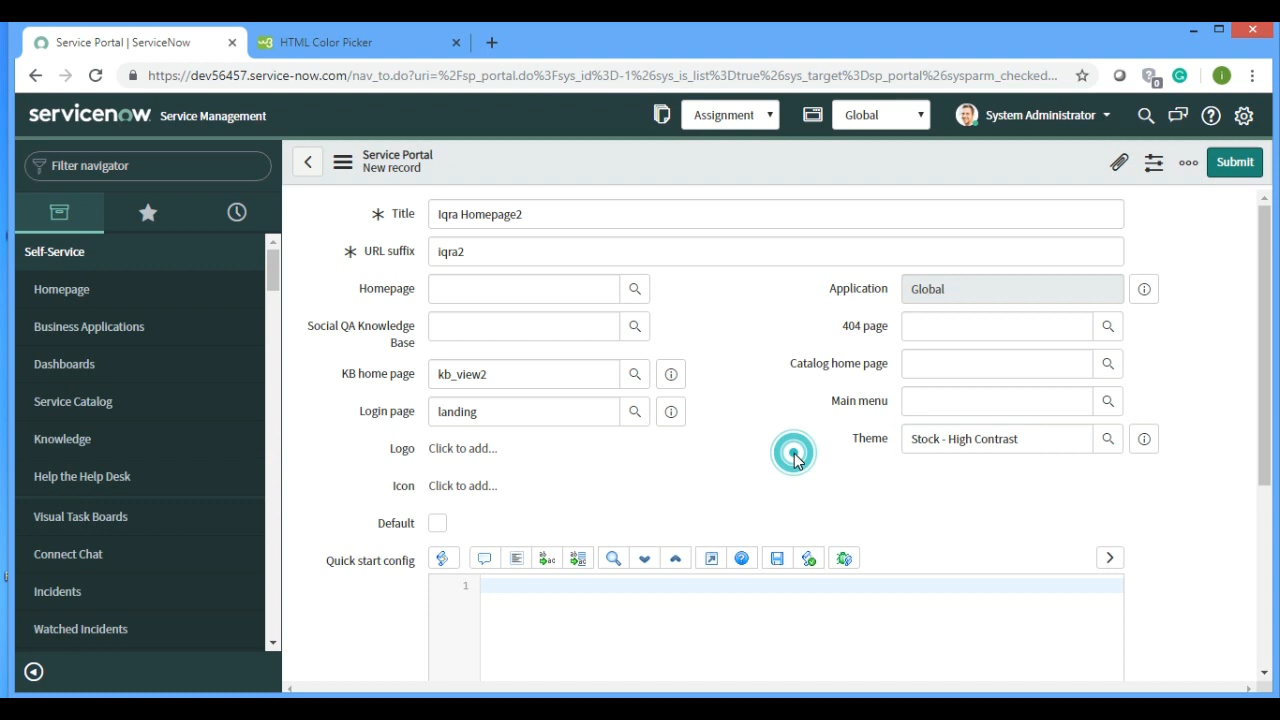 Service Portal | ServiceNow
HTML Color Picker
https://dev56457.service-now.com/nav_to.do?uri=%2Fsp_portal.do%3Fsys_id%3D-1%26sys_is_list%3Dtrue%26sys_target%3Dsp_portal%26sysparm_checked...
0
i
servicenow Service Management
Assignment
Global
System Administrator
Filter navigator
Service Portal
New record
Submit
Self-Service
Homepage
Business Applications
Dashboards
Service Catalog
Knowledge
Help the Help Desk
Visual Task Boards
Connect Chat
Incidents
Watched Incidents
Title
Iqra Homepage2
URL suffix
iqra2
Homepage
Application
Global
Social QA Knowledge
Base
404 page
KB home page
kb_view2
Catalog home page
Login page
landing
Main menu
Logo
Click to add...
Theme
Stock - High Contrast
Icon
Click to add...
Default
Quick start config
1